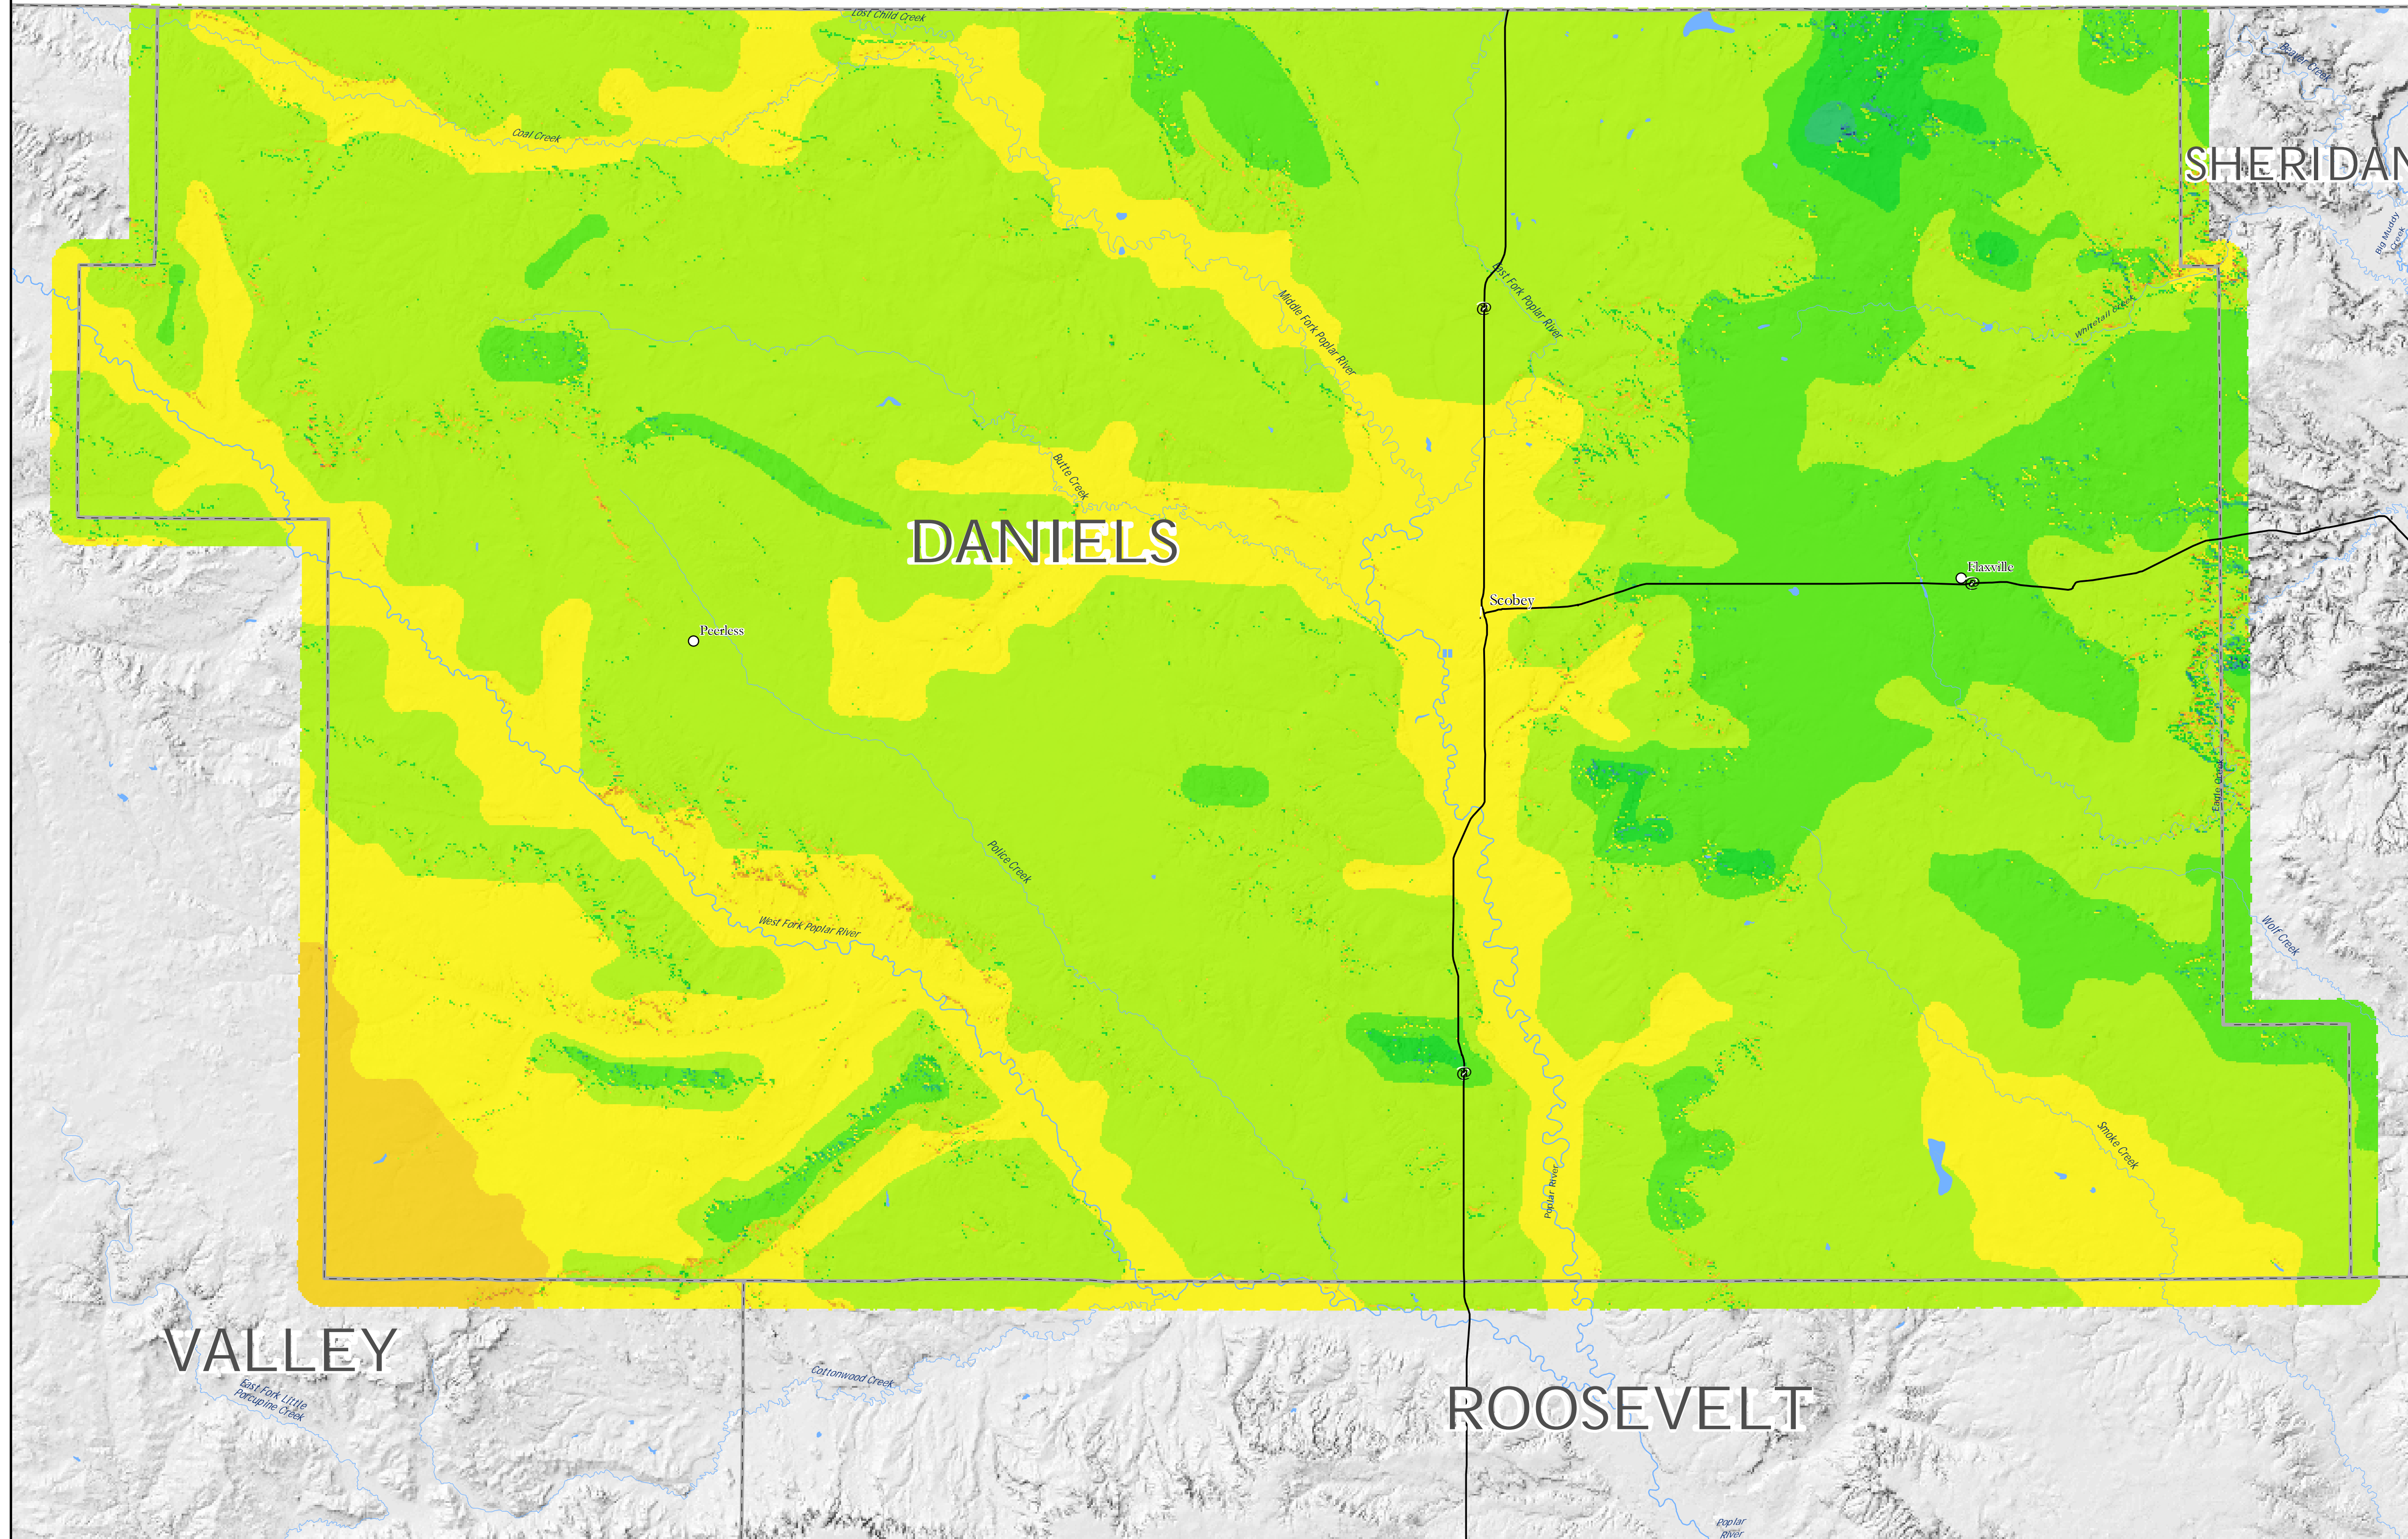 Lost Child Creek
Beaver Creek
Coal Creek
SHERIDAN
Big Muddy
Creek
East Fork Poplar River
Middle Fork Poplar River
Whitetail Creek
Butte Creek
DANIELS
Flaxville
Scobey
Peerless
Eagle Creek
Police Creek
West Fork Poplar River
Wolf Creek
Smoke Creek
Poplar River
VALLEY
East Fork Little
Porcupine Creek
Cottonwood Creek
ROOSEVELT
Poplar
River